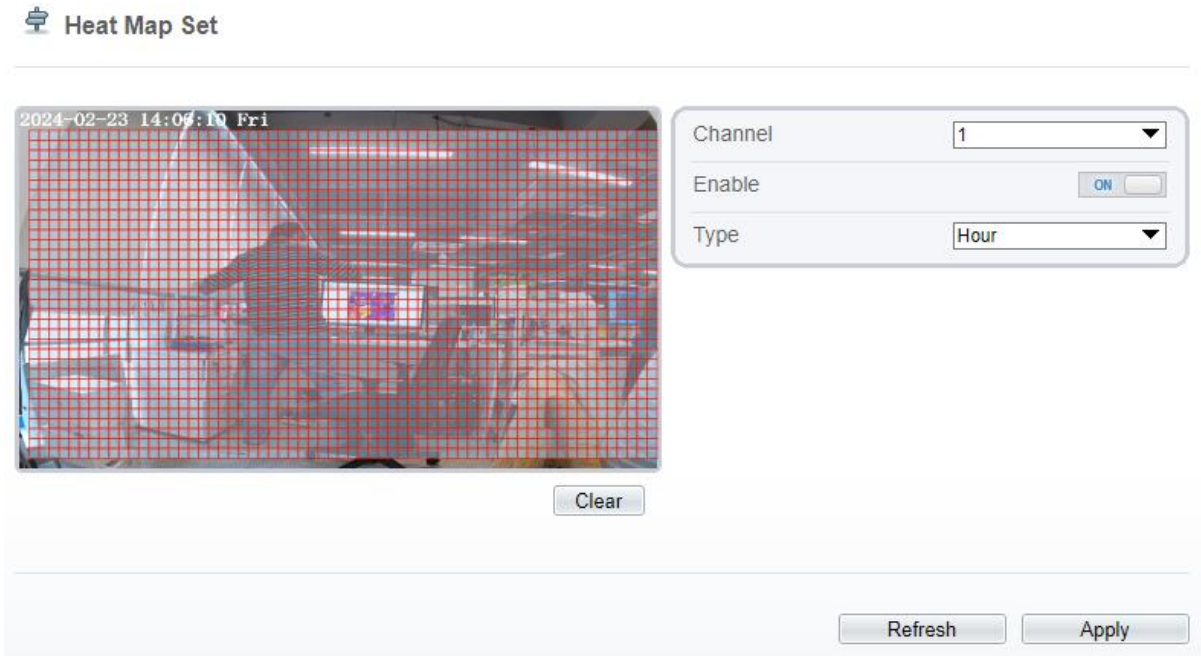 Heat Map Set
2024-02-23 14:06:10 Fri
Channel 1
Enable ON
Type Hour
Clear
Refresh Apply